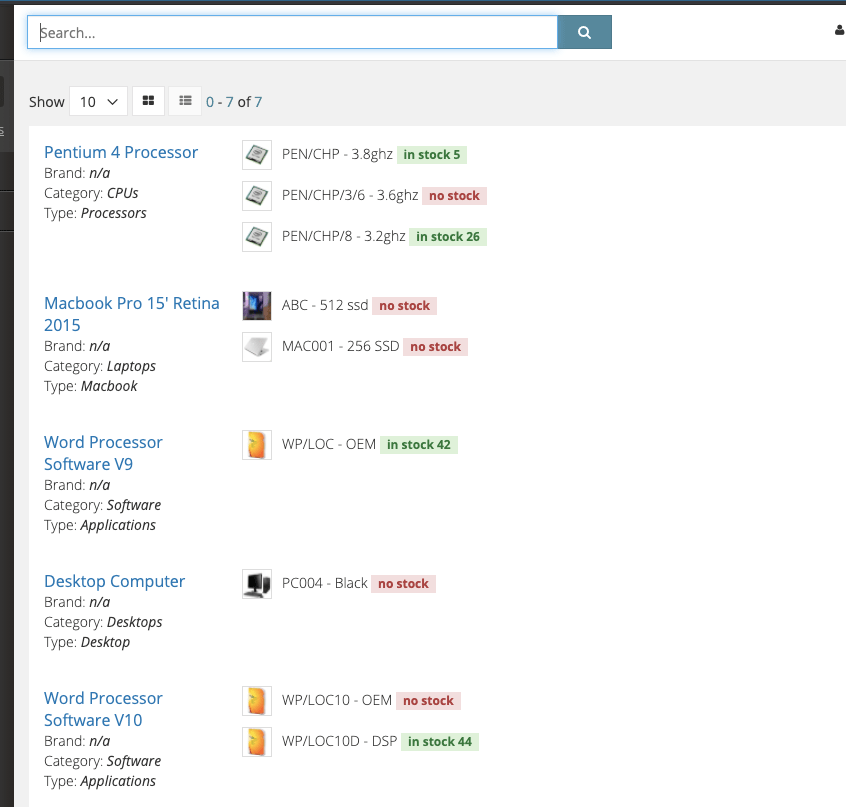 Search...
Show 10 0 - 7 of 7
Pentium 4 Processor
Brand: n/a
Category: CPUs
Type: Processors
PEN/CHP - 3.8ghz in stock 5
PEN/CHP/3/6 - 3.6ghz no stock
PEN/CHP/8 - 3.2ghz in stock 26
Macbook Pro 15' Retina
2015
Brand: n/a
Category: Laptops
Type: Macbook
ABC - 512 ssd no stock
MAC001 - 256 SSD no stock
Word Processor
Software V9
Brand: n/a
Category: Software
Type: Applications
WP/LOC - OEM in stock 42
Desktop Computer
Brand: n/a
Category: Desktops
Type: Desktop
PC004 - Black no stock
Word Processor
Software V10
Brand: n/a
Category: Software
Type: Applications
WP/LOC10 - OEM no stock
WP/LOC10D - DSP in stock 44